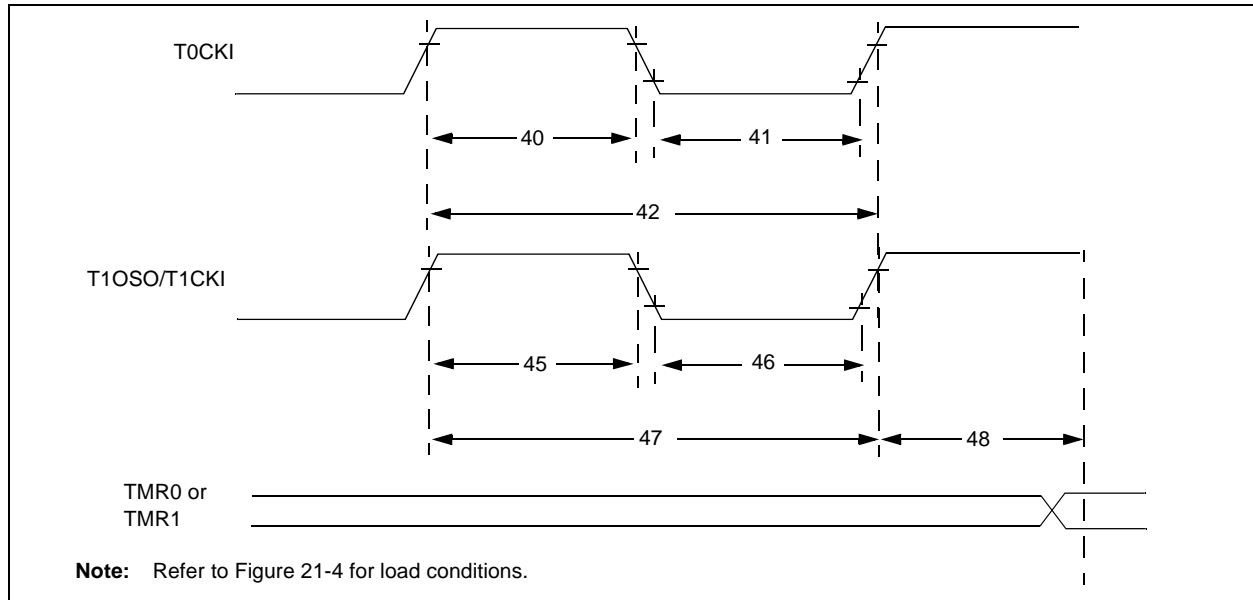 T0CKI
40
41
42
T1OSO/T1CKI
45
46
47
48
TMR0 or
TMR1
Note: Refer to Figure 21-4 for load conditions.